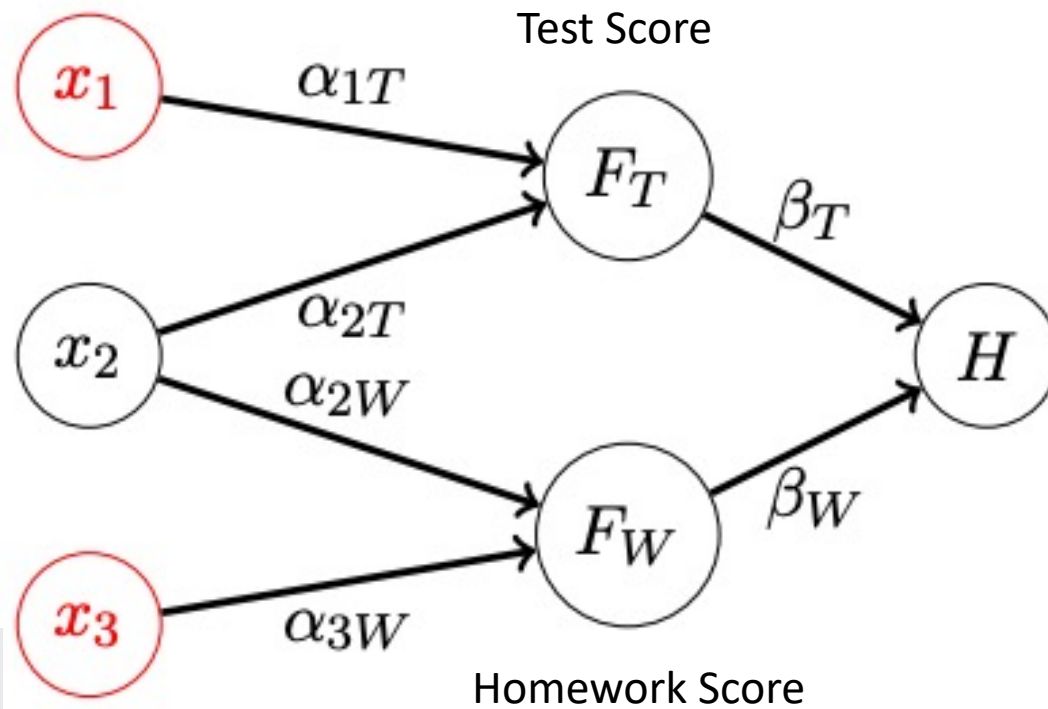 Test Score
x1
α1T
FT
βT
α2T
x2
α2W
H
FW
βW
x3
α3W
Homework Score